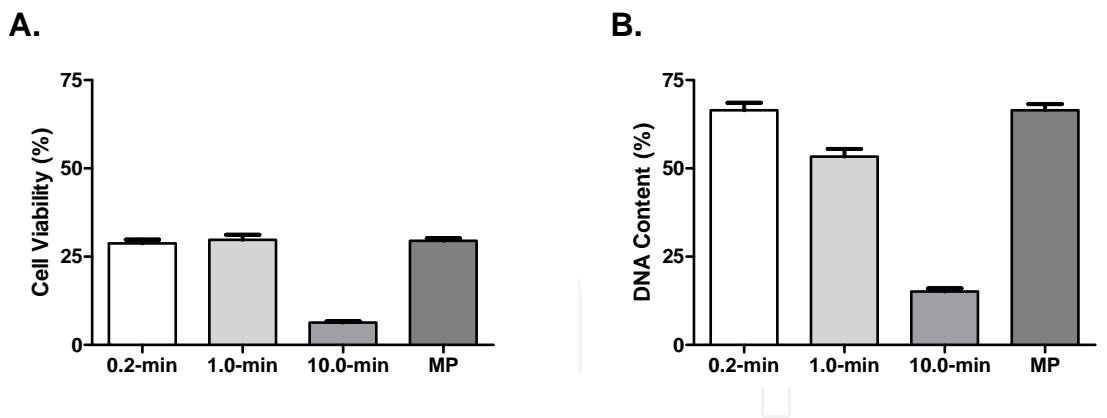 A.
75
50
25
0
Cell Viability (%)
0.2-min 1.0-min 10.0-min MP
B.
75
50
25
0
DNA Content (%)
0.2-min 1.0-min 10.0-min MP